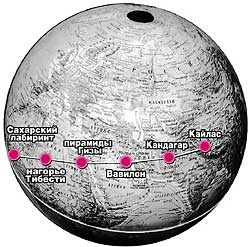 Сахарский
лабиринт
нагорье
Тибести
пирамиды
Гизы
Вавилон
Кандагар
Кайлас